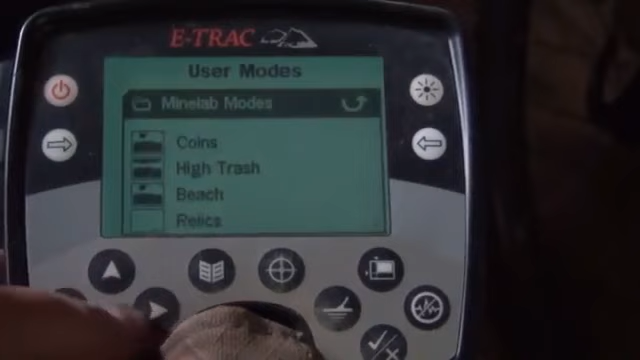 E-TRAC
User Modes
Minelab Modes
Coins
High Trash
Beach
Relics